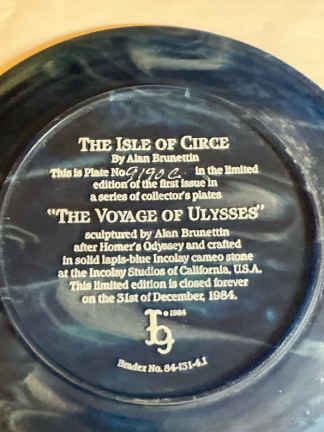 THE ISLE OF CIRCE
By Alan Brunettin
This is Plate No 9190 C in the limited
edition of the first issue in
a series of collector's plates
"THE VOYAGE OF ULYSSES"
sculptured by Alan Brunettin
after Homer's Odyssey and crafted
in solid lapis-blue Incolay cameo stone
at the Incolay Studios of California, U.S.A.
This limited edition is closed forever
on the 31st of December, 1984.
© 1984
Bradex No. 84-I31-4.1